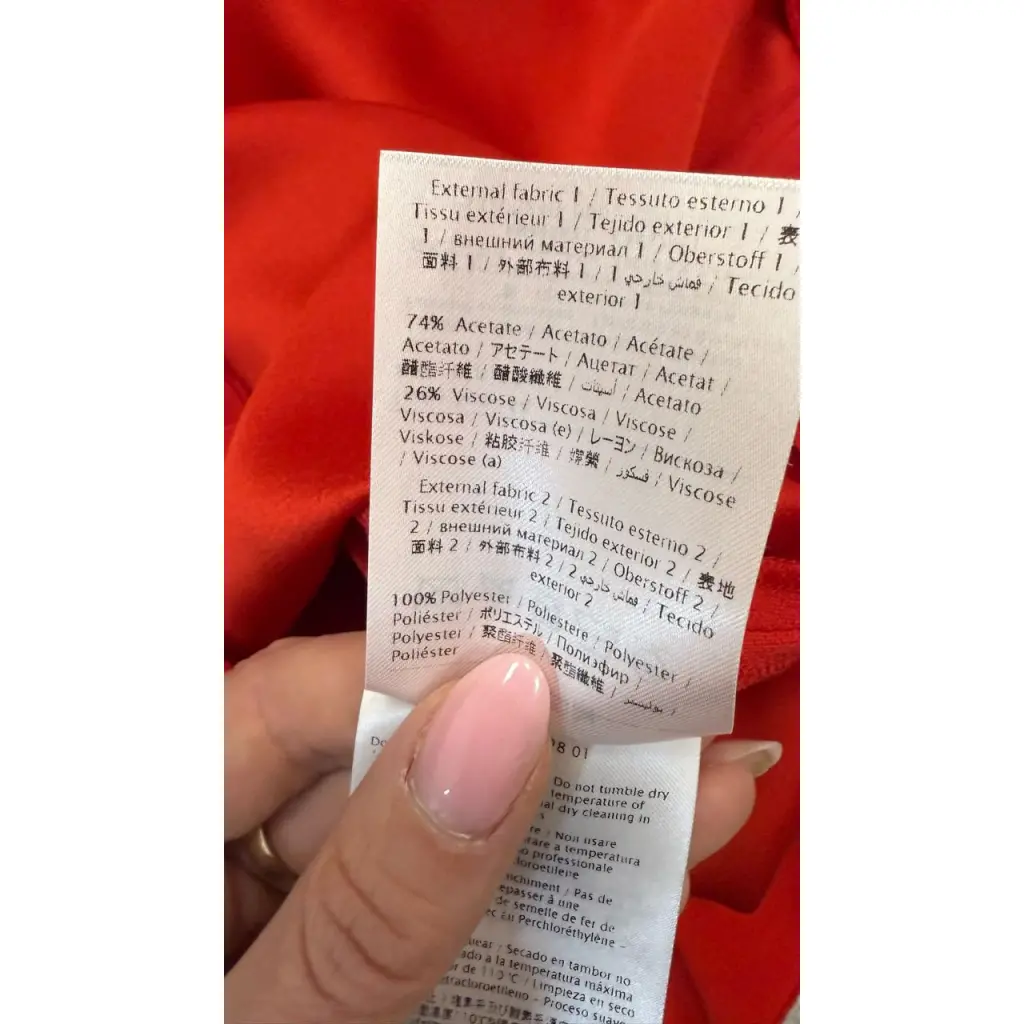 External fabric 1 / Tessuto esterno 1 /
Tissu extérieur 1 / Tejido exterior 1 / 表
1 / внешний материал 1 / Oberstoff 1 /
面料 1 / 外部布料 1 / 1 قماش خارجي / Tecido
exterior 1
74% Acetate / Acetato / Acétate /
Acetato / アセテート / Ацетат / Acetat /
醋酯纤维 / 醋酸纖維 / أسيتات / Acetato
26% Viscose / Viscosa / Viscose /
Viscosa / Viscosa (e) / レーヨン / Вискоза /
Viskose / 粘胶纤维 / 嫘縈 / فسكوز / Viscose
/ Viscose (a)
External fabric 2 / Tessuto esterno 2 /
Tissu extérieur 2 / Tejido exterior 2 / 表地
2 / внешний материал 2 / Oberstoff 2 /
面料 2 / 外部布料 2 / 2 قماش خارجي / Tecido
exterior 2
100% Polyester / Poliestere / Polyester /
Poliéster / ポリエステル / Полиэфир /
Polyester / 聚酯纤维 / 聚酯纖維 / بوليستر /
Poliéster
Do
08 01
Do not tumble dry
temperature of
dry cleaning in
/ Non usare
a temperatura
professionale
/ Pas de
à une
de semelle de fer de
au Perchloréthylène -
/ Secado en tambor no
a la temperatura máxima
de 110°C / Limpieza en seco
- Proceso suave